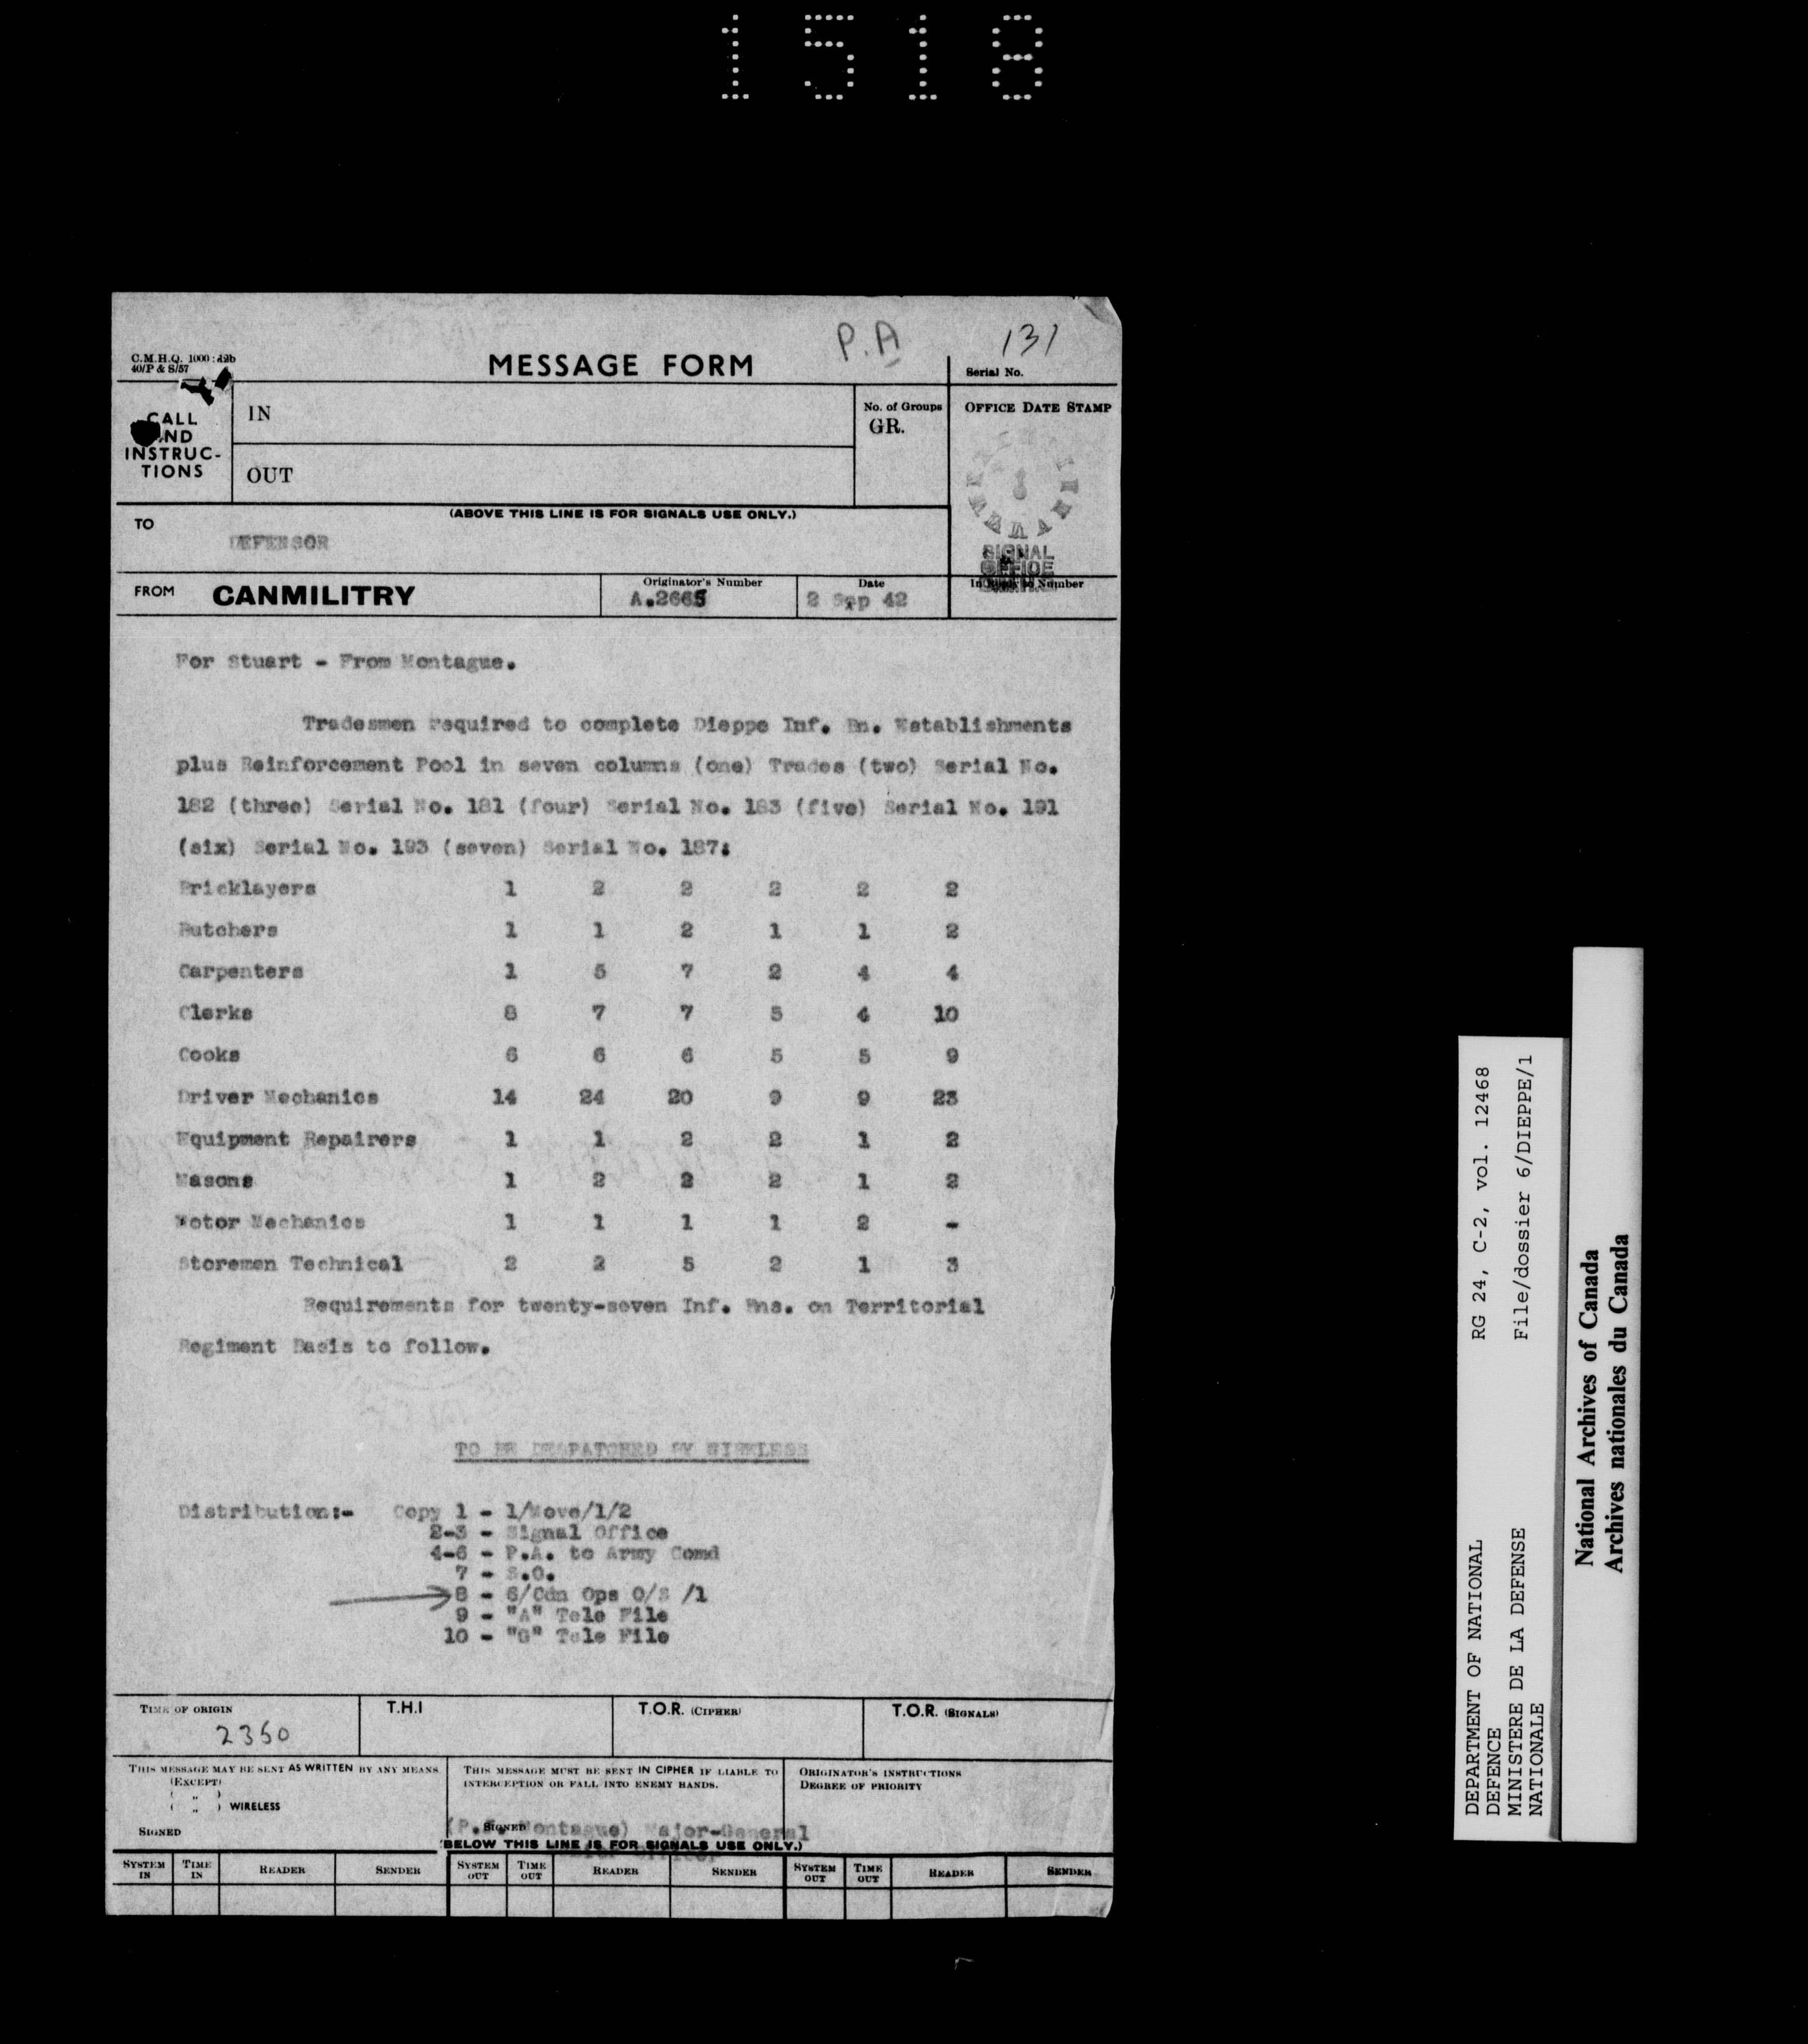 1518
P.A
131
C.M.H.Q. 1000: d2b
40/P & S/57
MESSAGE FORM
Serial No.
CALL
AND
INSTRUC-
TIONS
IN
OUT
No. of Groups
GR.
OFFICE DATE STAMP
SIGNAL
OFFICE
(ABOVE THIS LINE IS FOR SIGNALS USE ONLY.)
TO
DEFENSOR
FROM CANMILITRY
Originator's Number
A.2665
Date
2 Sep 42
In Reply to Number
For Stuart - From Montague.
Tradesmen required to complete Dieppe Inf. Bn. Establishments
plus Reinforcement Pool in seven columns (one) Trades (two) Serial No.
182 (three) Serial No. 181 (four) Serial No. 183 (five) Serial No. 191
(six) Serial No. 193 (seven) Serial No. 187:
Bricklayers 1 2 2 2 2 2
Butchers 1 1 2 1 1 2
Carpenters 1 5 7 2 4 4
Clerks 8 7 7 5 4 10
Cooks 6 6 6 5 5 9
Driver Mechanics 14 24 20 9 9 23
Equipment Repairers 1 1 2 2 1 2
Masons 1 2 2 2 1 2
Motor Mechanics 1 1 1 1 2 -
Storemen Technical 2 2 5 2 1 3
Requirements for twenty-seven Inf. Bns. on Territorial
Regiment Basis to follow.
TO BE DESPATCHED BY WIRELESS
Distribution:- Copy 1 - 1/Move/1/2
2-3 - Signal Office
4-6 - P.A. to Army Comd
7 - S.O.
8 - 6/Cdn Ops O/S /1
9 - "A" Tele File
10 - "G" Tele File
TIME OF ORIGIN
2350
T.H.I
T.O.R. (CIPHER)
T.O.R. (SIGNALS)
THIS MESSAGE MAY BE SENT AS WRITTEN BY ANY MEANS
(EXCEPT)
( " )
( " ) WIRELESS
SIGNED
THIS MESSAGE MUST BE SENT IN CIPHER IF LIABLE TO
INTERCEPTION OR FALL INTO ENEMY HANDS.
SIGNED
(P. Montague) Major-General
ORIGINATOR'S INSTRUCTIONS
DEGREE OF PRIORITY
(BELOW THIS LINE IS FOR SIGNALS USE ONLY.)
SYSTEM IN TIME IN READER SENDER SYSTEM OUT TIME OUT READER SENDER SYSTEM OUT TIME OUT READER SENDER
DEPARTMENT OF NATIONAL RG 24, C-2, vol. 12468
DEFENCE
MINISTERE DE LA DEFENSE File/dossier 6/DIEPPE/1
NATIONALE
National Archives of Canada
Archives nationales du Canada